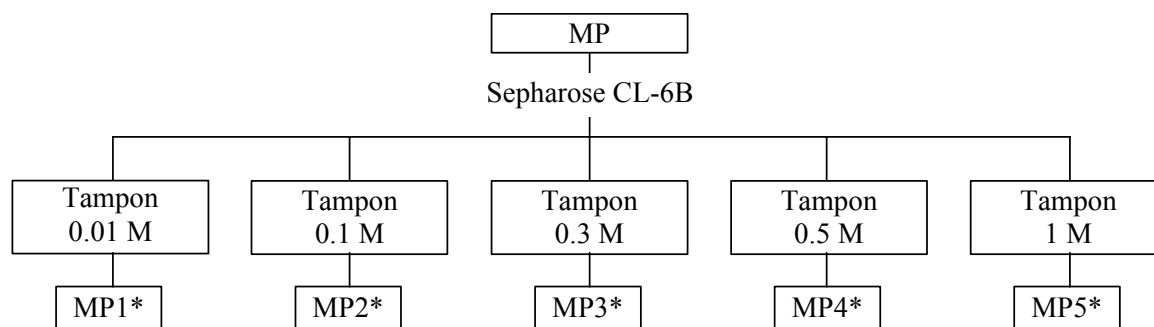 MP
Sepharose CL-6B
Tampon
0.01 M
Tampon
0.1 M
Tampon
0.3 M
Tampon
0.5 M
Tampon
1 M
MP1*
MP2*
MP3*
MP4*
MP5*